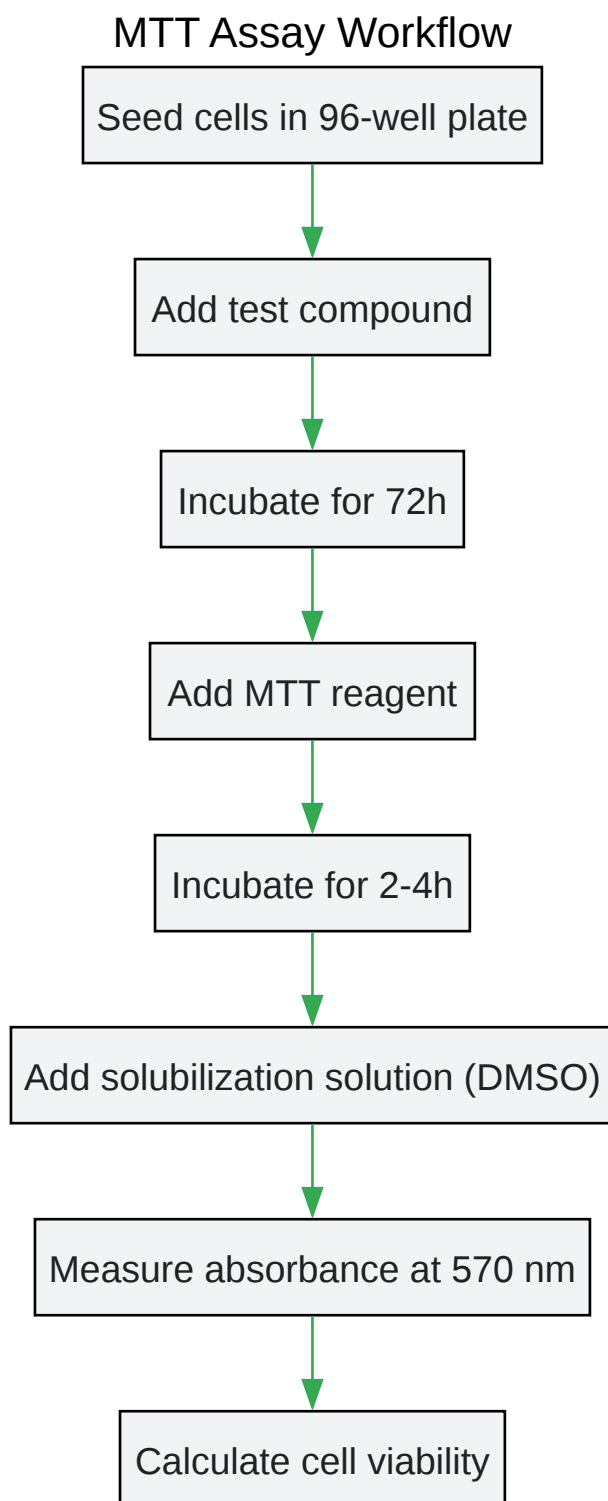 MTT Assay Workflow
Seed cells in 96-well plate
Add test compound
Incubate for 72h
Add MTT reagent
Incubate for 2-4h
Add solubilization solution (DMSO)
Measure absorbance at 570 nm
Calculate cell viability